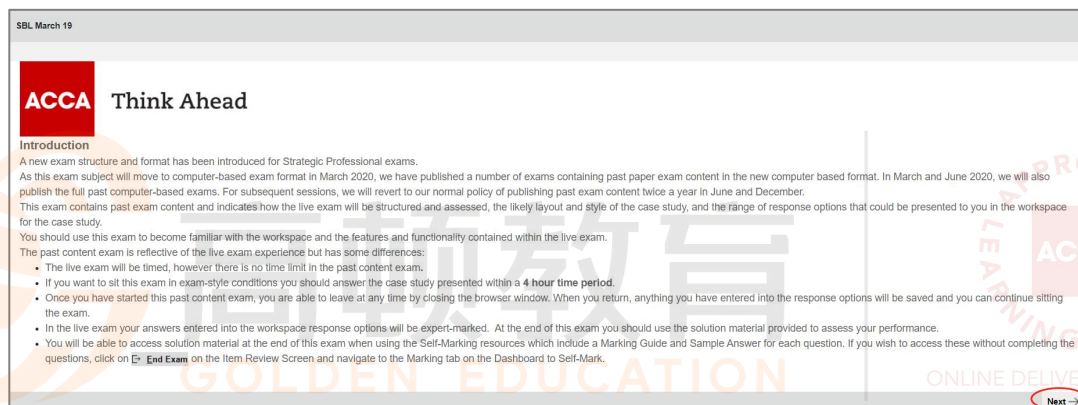 SBL March 19
ACCA Think Ahead
Introduction
A new exam structure and format has been introduced for Strategic Professional exams.
As this exam subject will move to computer-based exam format in March 2020, we have published a number of exams containing past paper exam content in the new computer based format. In March and June 2020, we will also
publish the full past computer-based exams. For subsequent sessions, we will revert to our normal policy of publishing past exam content twice a year in June and December.
This exam contains past exam content and indicates how the live exam will be structured and assessed, the likely layout and style of the case study, and the range of response options that could be presented to you in the workspace
for the case study.
You should use this exam to become familiar with the workspace and the features and functionality contained within the live exam.
The past content exam is reflective of the live exam experience but has some differences:
• The live exam will be timed, however there is no time limit in the past content exam.
• If you want to sit this exam in exam-style conditions you should answer the case study presented within a 4 hour time period.
• Once you have started this past content exam, you are able to leave at any time by closing the browser window. When you return, anything you have entered into the response options will be saved and you can continue sitting
the exam.
• In the live exam your answers entered into the workspace response options will be expert-marked. At the end of this exam you should use the solution material provided to assess your performance.
• You will be able to access solution material at the end of this exam when using the Self-Marking resources which include a Marking Guide and Sample Answer for each question. If you wish to access these without completing the
questions, click on End Exam on the Item Review Screen and navigate to the Marking tab on the Dashboard to Self-Mark.
高顿教育
GOLDEN EDUCATION
LEARNING
AC
ONLINE DELIVE
Next →